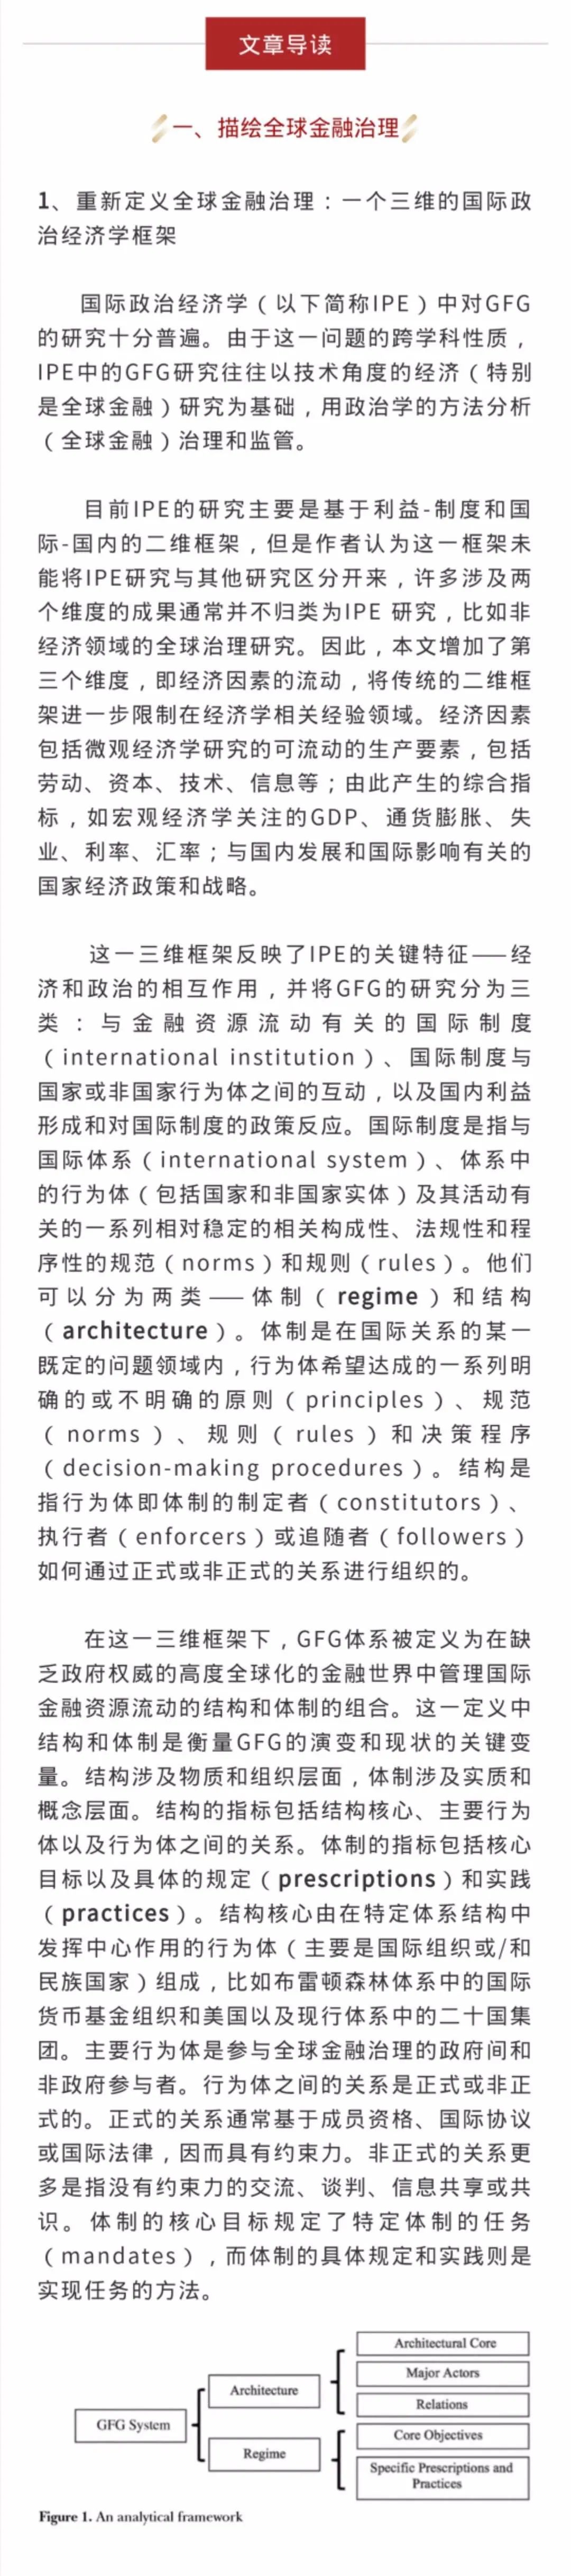 文章导读
一、描绘全球金融治理
1、重新定义全球金融治理：一个三维的国际政
治经济学框架
国际政治经济学（以下简称IPE）中对GFG
的研究十分普遍。由于这一问题的跨学科性质，
IPE中的GFG研究往往以技术角度的经济（特别
是全球金融）研究为基础，用政治学的方法分析
（全球金融）治理和监管。
目前IPE的研究主要是基于利益-制度和国
际-国内的二维框架，但是作者认为这一框架未
能将IPE研究与其他研究区分开来，许多涉及两
个维度的成果通常并不归类为IPE 研究，比如非
经济领域的全球治理研究。因此，本文增加了第
三个维度，即经济因素的流动，将传统的二维框
架进一步限制在经济学相关经验领域。经济因素
包括微观经济学研究的可流动的生产要素，包括
劳动、资本、技术、信息等；由此产生的综合指
标，如宏观经济学关注的GDP、通货膨胀、失
业、利率、汇率；与国内发展和国际影响有关的
国家经济政策和战略。
这一三维框架反映了IPE的关键特征——经
济和政治的相互作用，并将GFG的研究分为三
类：与金融资源流动有关的国际制度
（international institution）、国际制度与
国家或非国家行为体之间的互动，以及国内利益
形成和对国际制度的政策反应。国际制度是指与
国际体系（international system）、体系中
的行为体（包括国家和非国家实体）及其活动有
关的一系列相对稳定的相关构成性、法规性和程
序性的规范（norms）和规则（rules）。他们
可以分为两类——体制（regime）和结构
（architecture）。体制是在国际关系的某一
既定的问题领域内，行为体希望达成的一系列明
确的或不明确的原则（principles）、规范
（norms）、规则（rules）和决策程序
（decision-making procedures）。结构是
指行为体即体制的制定者（constitutors）、
执行者（enforcers）或追随者（followers）
如何通过正式或非正式的关系进行组织的。
在这一三维框架下，GFG体系被定义为在缺
乏政府权威的高度全球化的金融世界中管理国际
金融资源流动的结构和体制的组合。这一定义中
结构和体制是衡量GFG的演变和现状的关键变
量。结构涉及物质和组织层面，体制涉及实质和
概念层面。结构的指标包括结构核心、主要行为
体以及行为体之间的关系。体制的指标包括核心
目标以及具体的规定（prescriptions）和实践
（practices）。结构核心由在特定体系结构中
发挥中心作用的行为体（主要是国际组织或/和
民族国家）组成，比如布雷顿森林体系中的国际
货币基金组织和美国以及现行体系中的二十国集
团。主要行为体是参与全球金融治理的政府间和
非政府参与者。行为体之间的关系是正式或非正
式的。正式的关系通常基于成员资格、国际协议
或国际法律，因而具有约束力。非正式的关系更
多是指没有约束力的交流、谈判、信息共享或共
识。体制的核心目标规定了特定体制的任务
（mandates），而体制的具体规定和实践则是
实现任务的方法。
GFG System
Architecture
Architectural Core
Major Actors
Relations
Regime
Core Objectives
Specific Prescriptions and
Practices
Figure 1. An analytical framework